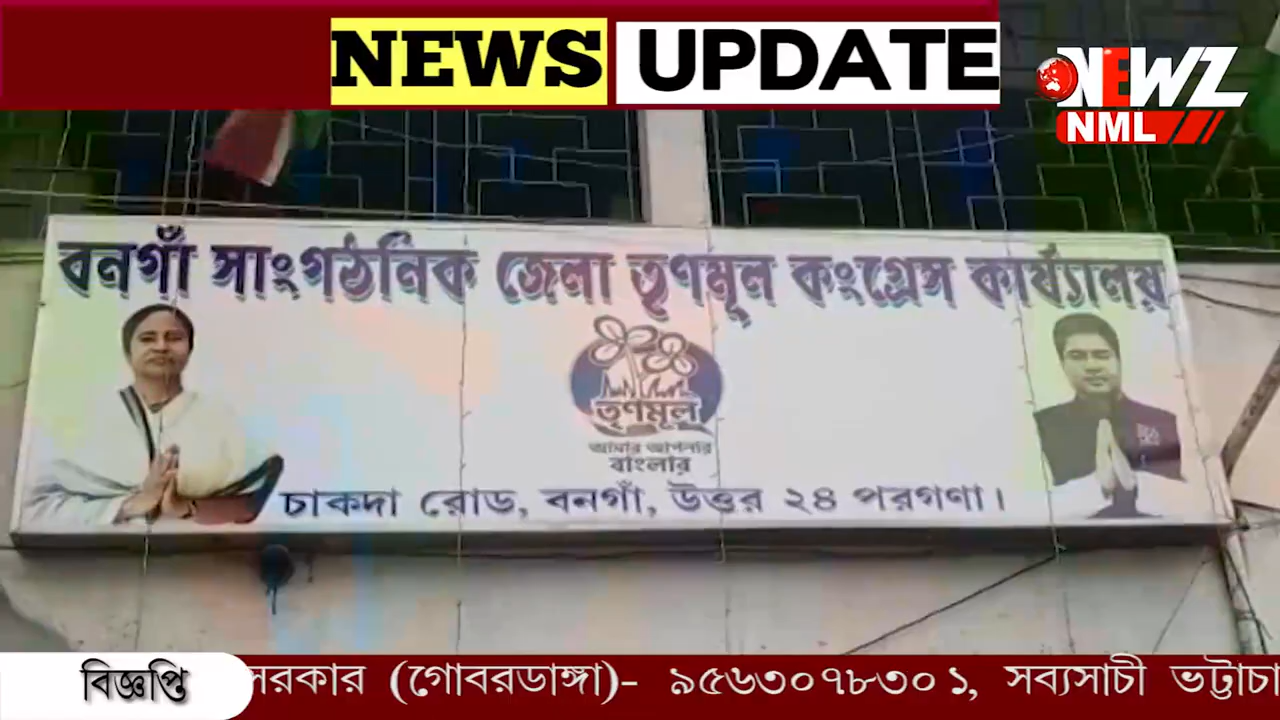 NEWS UPDATE
NEWZ
NML
বনগাঁ সাংগঠনিক জেলা তৃণমূল কংগ্রেস কার্য্যালয়
তৃণমূল
আমার আপনার
বাংলার
চাকদা রোড, বনগাঁ, উত্তর ২৪ পরগণা।
বিজ্ঞপ্তি
সরকার (গোবরডাঙ্গা)- ৯৫৬৩০৭৮৩০১, সব্যসাচী ভট্টাচা